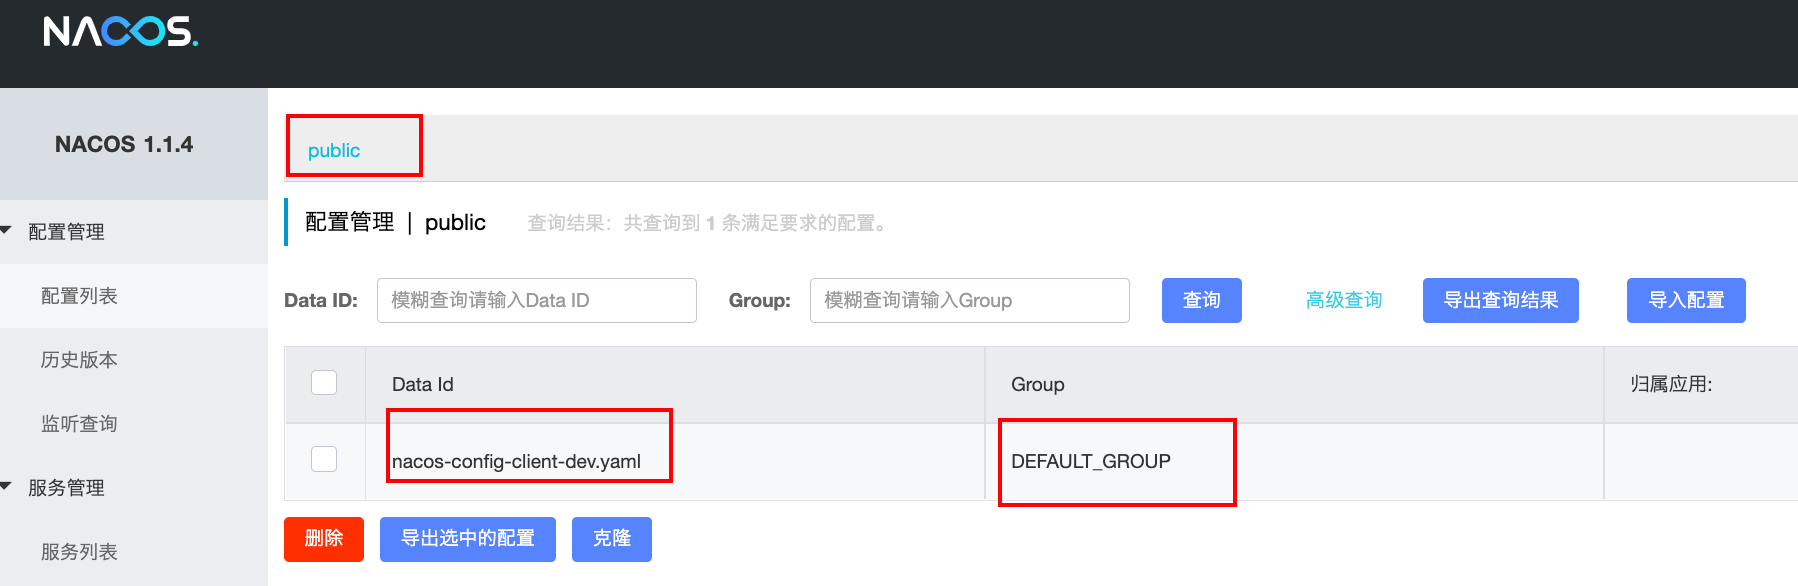 NACOS.
NACOS 1.1.4
配置管理
配置列表
历史版本
监听查询
服务管理
服务列表
public
配置管理 | public 查询结果：共查询到 1 条满足要求的配置。
Data ID: 模糊查询请输入Data ID Group: 模糊查询请输入Group 查询 高级查询 导出查询结果 导入配置
Data Id Group 归属应用:
nacos-config-client-dev.yaml DEFAULT_GROUP
删除 导出选中的配置 克隆